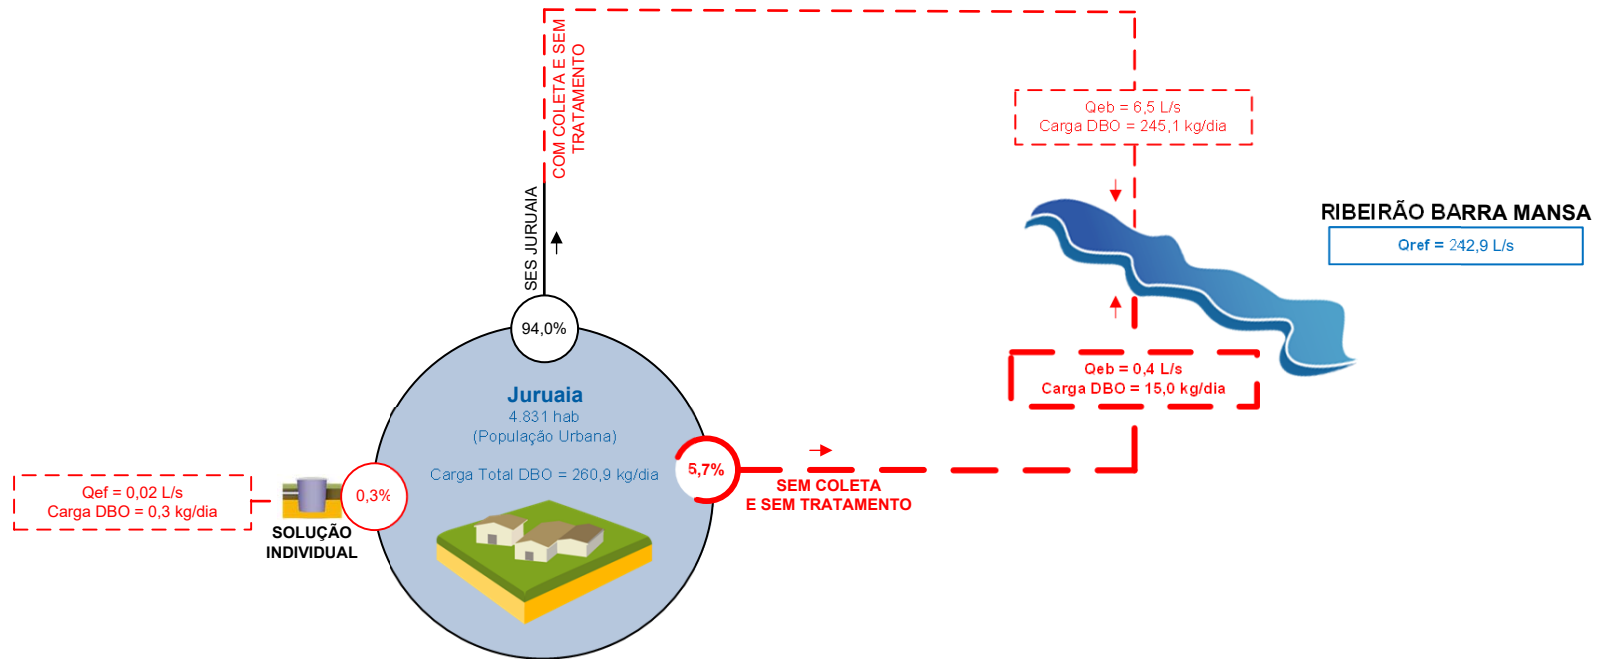 COM COLETA E SEM
TRATAMENTO
SES JURUAIA
94,0%
Qeb = 6,5 L/s
Carga DBO = 245,1 kg/dia
RIBEIRÃO BARRA MANSA
Qref = 242,9 L/s
Qeb = 0,4 L/s
Carga DBO = 15,0 kg/dia
Juruaia
4.831 hab
(População Urbana)
Carga Total DBO = 260,9 kg/dia
5,7%
SEM COLETA
E SEM TRATAMENTO
0,3%
Qef = 0,02 L/s
Carga DBO = 0,3 kg/dia
SOLUÇÃO
INDIVIDUAL